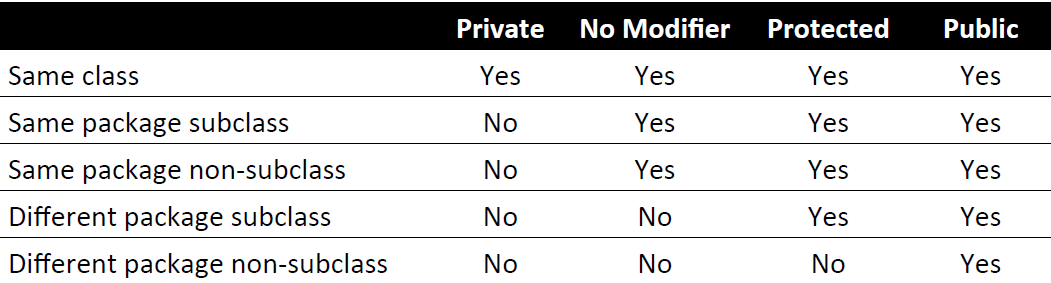 Private No Modifier Protected Public
Same class Yes Yes Yes Yes
Same package subclass No Yes Yes Yes
Same package non-subclass No Yes Yes Yes
Different package subclass No No Yes Yes
Different package non-subclass No No No Yes